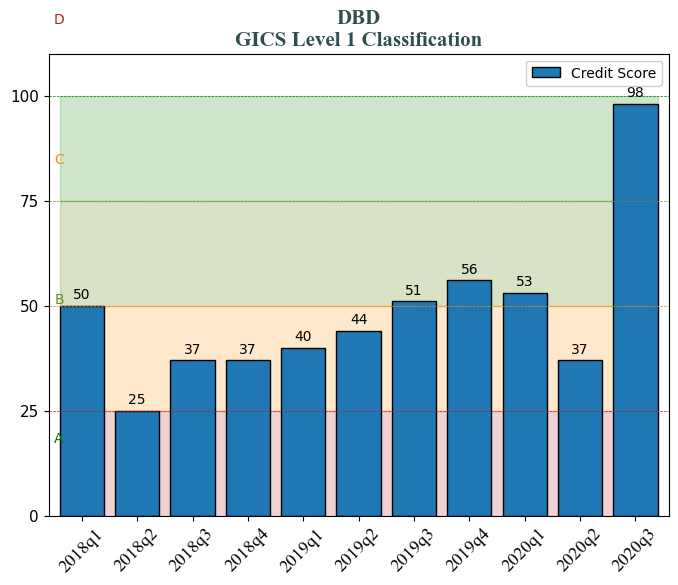 D
DBD
GICS Level 1 Classification
Credit Score
100
98
C
75
B
50
50
51
56
53
44
40
37
37
37
25
25
A
0
2018q1
2018q2
2018q3
2018q4
2019q1
2019q2
2019q3
2019q4
2020q1
2020q2
2020q3